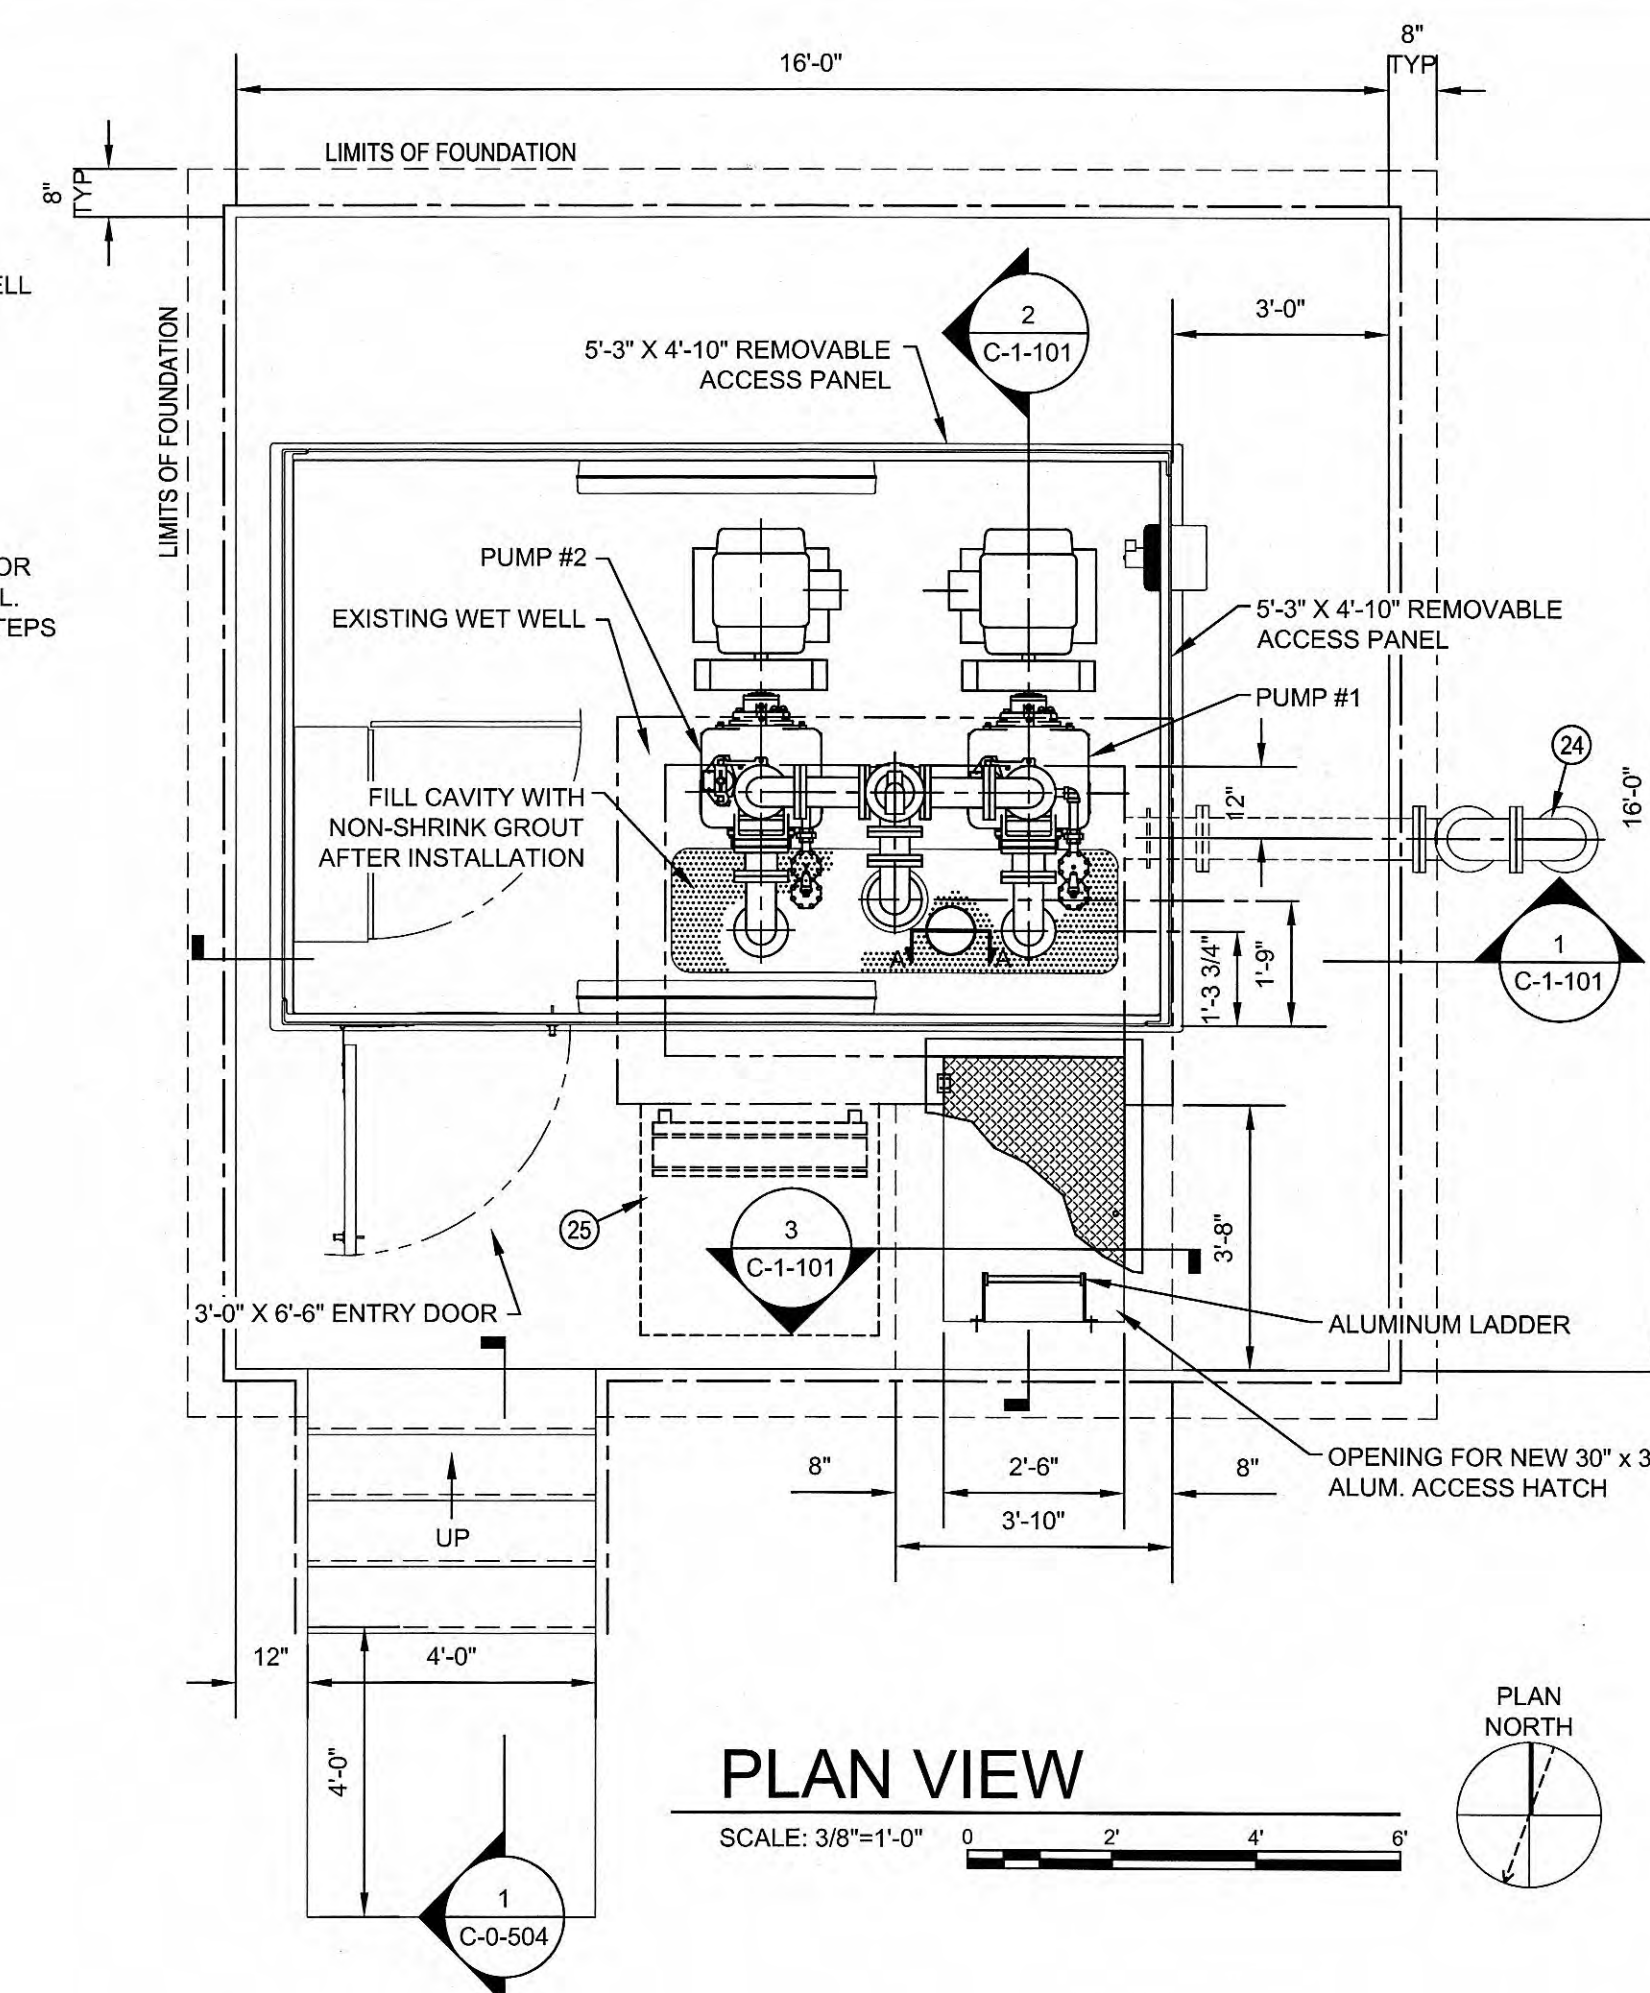 8"
TYP
16'-0"
LIMITS OF FOUNDATION
8"
TYP
ELL
2
C-1-101
3'-0"
5'-3" X 4'-10" REMOVABLE
ACCESS PANEL
LIMITS OF FOUNDATION
PUMP #2
OR
L.
TEPS
EXISTING WET WELL
5'-3" X 4'-10" REMOVABLE
ACCESS PANEL
PUMP #1
24
16'-0"
FILL CAVITY WITH
NON-SHRINK GROUT
AFTER INSTALLATION
12"
A A
1'-3 3/4"
1'-9"
1
C-1-101
25
3
C-1-101
3'-8"
3'-0" X 6'-6" ENTRY DOOR
ALUMINUM LADDER
OPENING FOR NEW 30" x 3
ALUM. ACCESS HATCH
8"
2'-6"
8"
3'-10"
UP
12"
4'-0"
4'-0"
PLAN
NORTH
PLAN VIEW
SCALE: 3/8"=1'-0"
0 2' 4' 6'
1
C-0-504